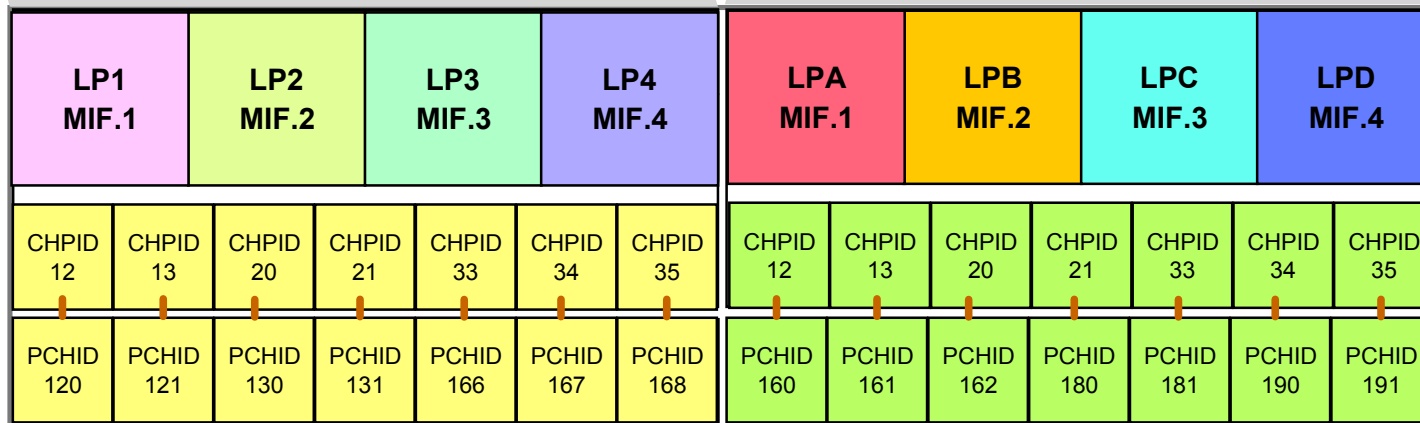 LP1
MIF.1
LP2
MIF.2
LP3
MIF.3
LP4
MIF.4
LPA
MIF.1
LPB
MIF.2
LPC
MIF.3
LPD
MIF.4
CHPID
12
CHPID
13
CHPID
20
CHPID
21
CHPID
33
CHPID
34
CHPID
35
CHPID
12
CHPID
13
CHPID
20
CHPID
21
CHPID
33
CHPID
34
CHPID
35
PCHID
120
PCHID
121
PCHID
130
PCHID
131
PCHID
166
PCHID
167
PCHID
168
PCHID
160
PCHID
161
PCHID
162
PCHID
180
PCHID
181
PCHID
190
PCHID
191